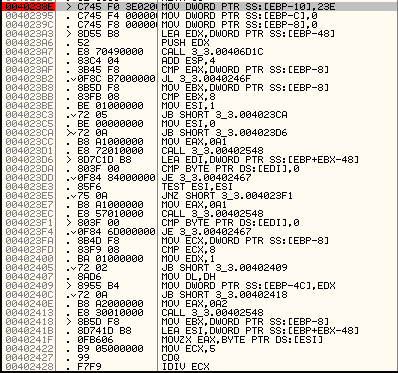 0040238E > C745 F0 3E020 MOV DWORD PTR SS:[EBP-10],23E
00402395 . C745 F4 00000 MOV DWORD PTR SS:[EBP-C],0
0040239C . C745 F8 00000 MOV DWORD PTR SS:[EBP-8],0
004023A3 > 8D55 B8 LEA EDX,DWORD PTR SS:[EBP-48]
004023A6 . 52 PUSH EDX
004023A7 . E8 70490000 CALL 3_3.00406D1C
004023AC . 83C4 04 ADD ESP,4
004023AF . 3B45 F8 CMP EAX,DWORD PTR SS:[EBP-8]
004023B2 . 0F8C B7000000 JL 3_3.0040246F
004023B8 . 8B5D F8 MOV EBX,DWORD PTR SS:[EBP-8]
004023BB . 83FB 08 CMP EBX,8
004023BE . BE 01000000 MOV ESI,1
004023C3 . 72 05 JB SHORT 3_3.004023CA
004023C5 . BE 00000000 MOV ESI,0
004023CA > 72 0A JB SHORT 3_3.004023D6
004023CC . B8 A1000000 MOV EAX,0A1
004023D1 . E8 72010000 CALL 3_3.00402548
004023D6 > 8D7C1D B8 LEA EDI,DWORD PTR SS:[EBP+EBX-48]
004023DA . 803F 00 CMP BYTE PTR DS:[EDI],0
004023DD . 0F84 84000000 JE 3_3.00402467
004023E3 . 85F6 TEST ESI,ESI
004023E5 . 75 0A JNZ SHORT 3_3.004023F1
004023E7 . B8 A1000000 MOV EAX,0A1
004023EC . E8 57010000 CALL 3_3.00402548
004023F1 > 803F 00 CMP BYTE PTR DS:[EDI],0
004023F4 . 0F84 6D000000 JE 3_3.00402467
004023FA . 8B4D F8 MOV ECX,DWORD PTR SS:[EBP-8]
004023FD . 83F9 08 CMP ECX,8
00402400 . BA 01000000 MOV EDX,1
00402405 . 72 02 JB SHORT 3_3.00402409
00402407 . 8AD6 MOV DL,DH
00402409 > 8955 B4 MOV DWORD PTR SS:[EBP-4C],EDX
0040240C . 72 0A JB SHORT 3_3.00402418
0040240E . B8 A2000000 MOV EAX,0A2
00402413 . E8 30010000 CALL 3_3.00402548
00402418 > 8B5D F8 MOV EBX,DWORD PTR SS:[EBP-8]
0040241B . 8D741D B8 LEA ESI,DWORD PTR SS:[EBP+EBX-48]
0040241F . 0FB606 MOVZX EAX,BYTE PTR DS:[ESI]
00402422 . B9 05000000 MOV ECX,5
00402427 . 99 CDQ
00402428 . F7F9 IDIV ECX